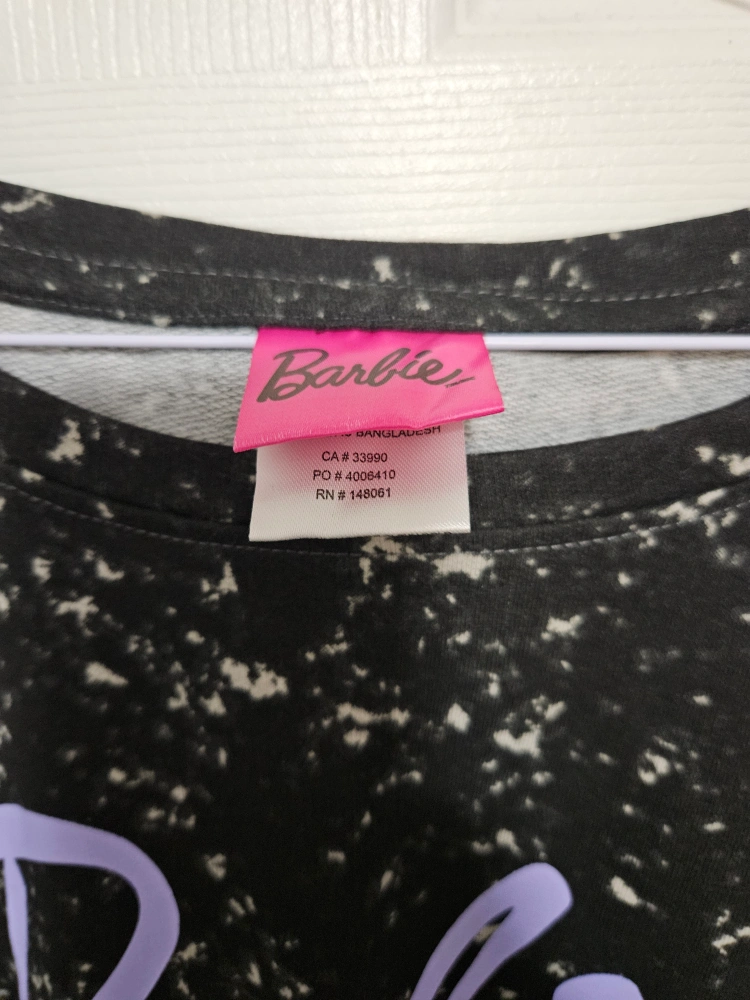 Barbie
BANGLADESH
CA # 33990
PO # 4006410
RN # 148061